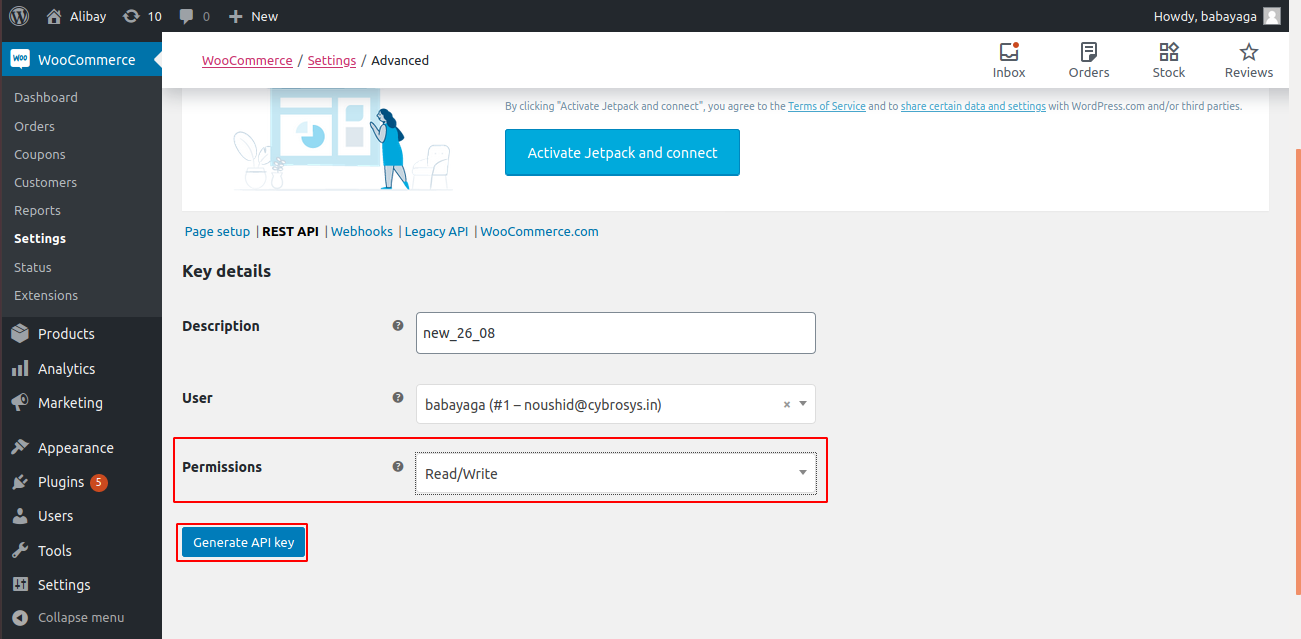 Alibay 10 0 New Howdy, babayaga
WOO WooCommerce
Dashboard
Orders
Coupons
Customers
Reports
Settings
Status
Extensions
Products
Analytics
Marketing
Appearance
Plugins 5
Users
Tools
Settings
Collapse menu
WooCommerce / Settings / Advanced
Inbox Orders Stock Reviews
By clicking "Activate Jetpack and connect", you agree to the Terms of Service and to share certain data and settings with WordPress.com and/or third parties.
Activate Jetpack and connect
Page setup | REST API | Webhooks | Legacy API | WooCommerce.com
Key details
Description ? new_26_08
User ? babayaga (#1 – noushid@cybrosys.in) ×
Permissions ? Read/Write
Generate API key